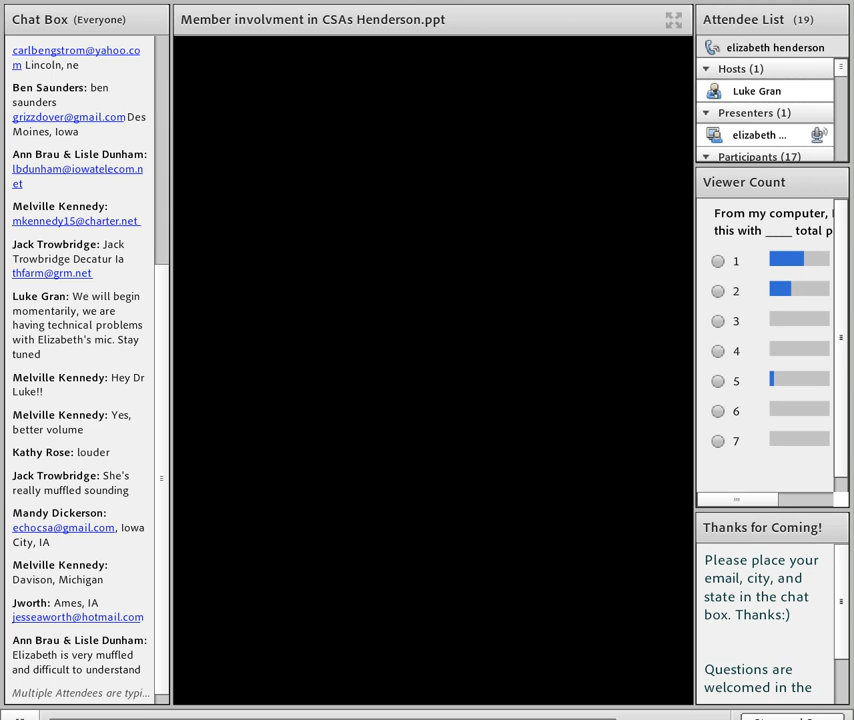 Chat Box (Everyone)
carlbengstrom@yahoo.co
m Lincoln, ne
Ben Saunders: ben
saunders
grizzdover@gmail.com Des
Moines, Iowa
Ann Brau & Lisle Dunham:
lbdunham@iowatelecom.n
et
Melville Kennedy:
mkennedy15@charter.net
Jack Trowbridge: Jack
Trowbridge Decatur Ia
thfarm@grm.net
Luke Gran: We will begin
momentarily, we are
having technical problems
with Elizabeth's mic. Stay
tuned
Melville Kennedy: Hey Dr
Luke!!
Melville Kennedy: Yes,
better volume
Kathy Rose: louder
Jack Trowbridge: She's
really muffled sounding
Mandy Dickerson:
echocsa@gmail.com, Iowa
City, IA
Melville Kennedy:
Davison, Michigan
Jworth: Ames, IA
jesseaworth@hotmail.com
Ann Brau & Lisle Dunham:
Elizabeth is very muffled
and difficult to understand
Multiple Attendees are typi...
Member involvment in CSAs Henderson.ppt
Attendee List (19)
elizabeth henderson
Hosts (1)
Luke Gran
Presenters (1)
elizabeth ...
Participants (17)
Viewer Count
From my computer,
this with ____ total p
1
2
3
4
5
6
7
Thanks for Coming!
Please place your
email, city, and
state in the chat
box. Thanks:)
Questions are
welcomed in the